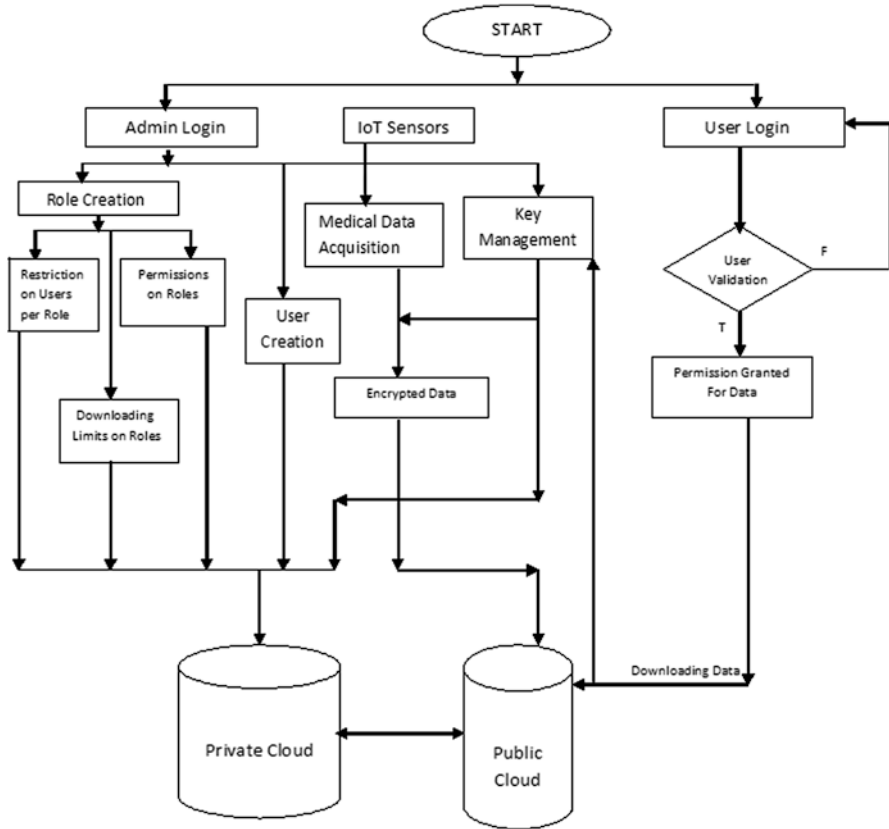 START
Admin Login
IoT Sensors
User Login
Role Creation
Medical Data
Acquisition
Key
Management
Restriction
on Users
per Role
Permissions
on Roles
User
Creation
User
Validation
F
T
Permission Granted
For Data
Encrypted Data
Downloading
Limits on Roles
Downloading Data
Private Cloud
Public
Cloud